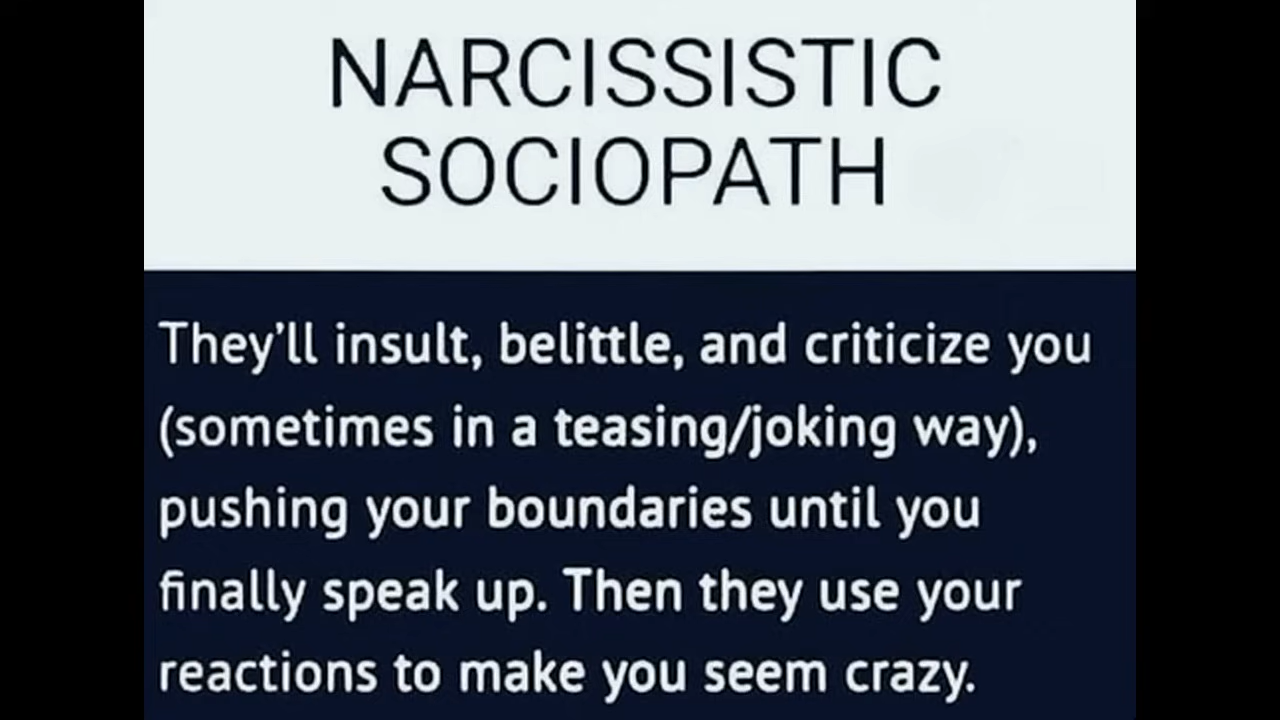 NARCISSISTIC
SOCIOPATH
They’ll insult, belittle, and criticize you
(sometimes in a teasing/joking way),
pushing your boundaries until you
finally speak up. Then they use your
reactions to make you seem crazy.